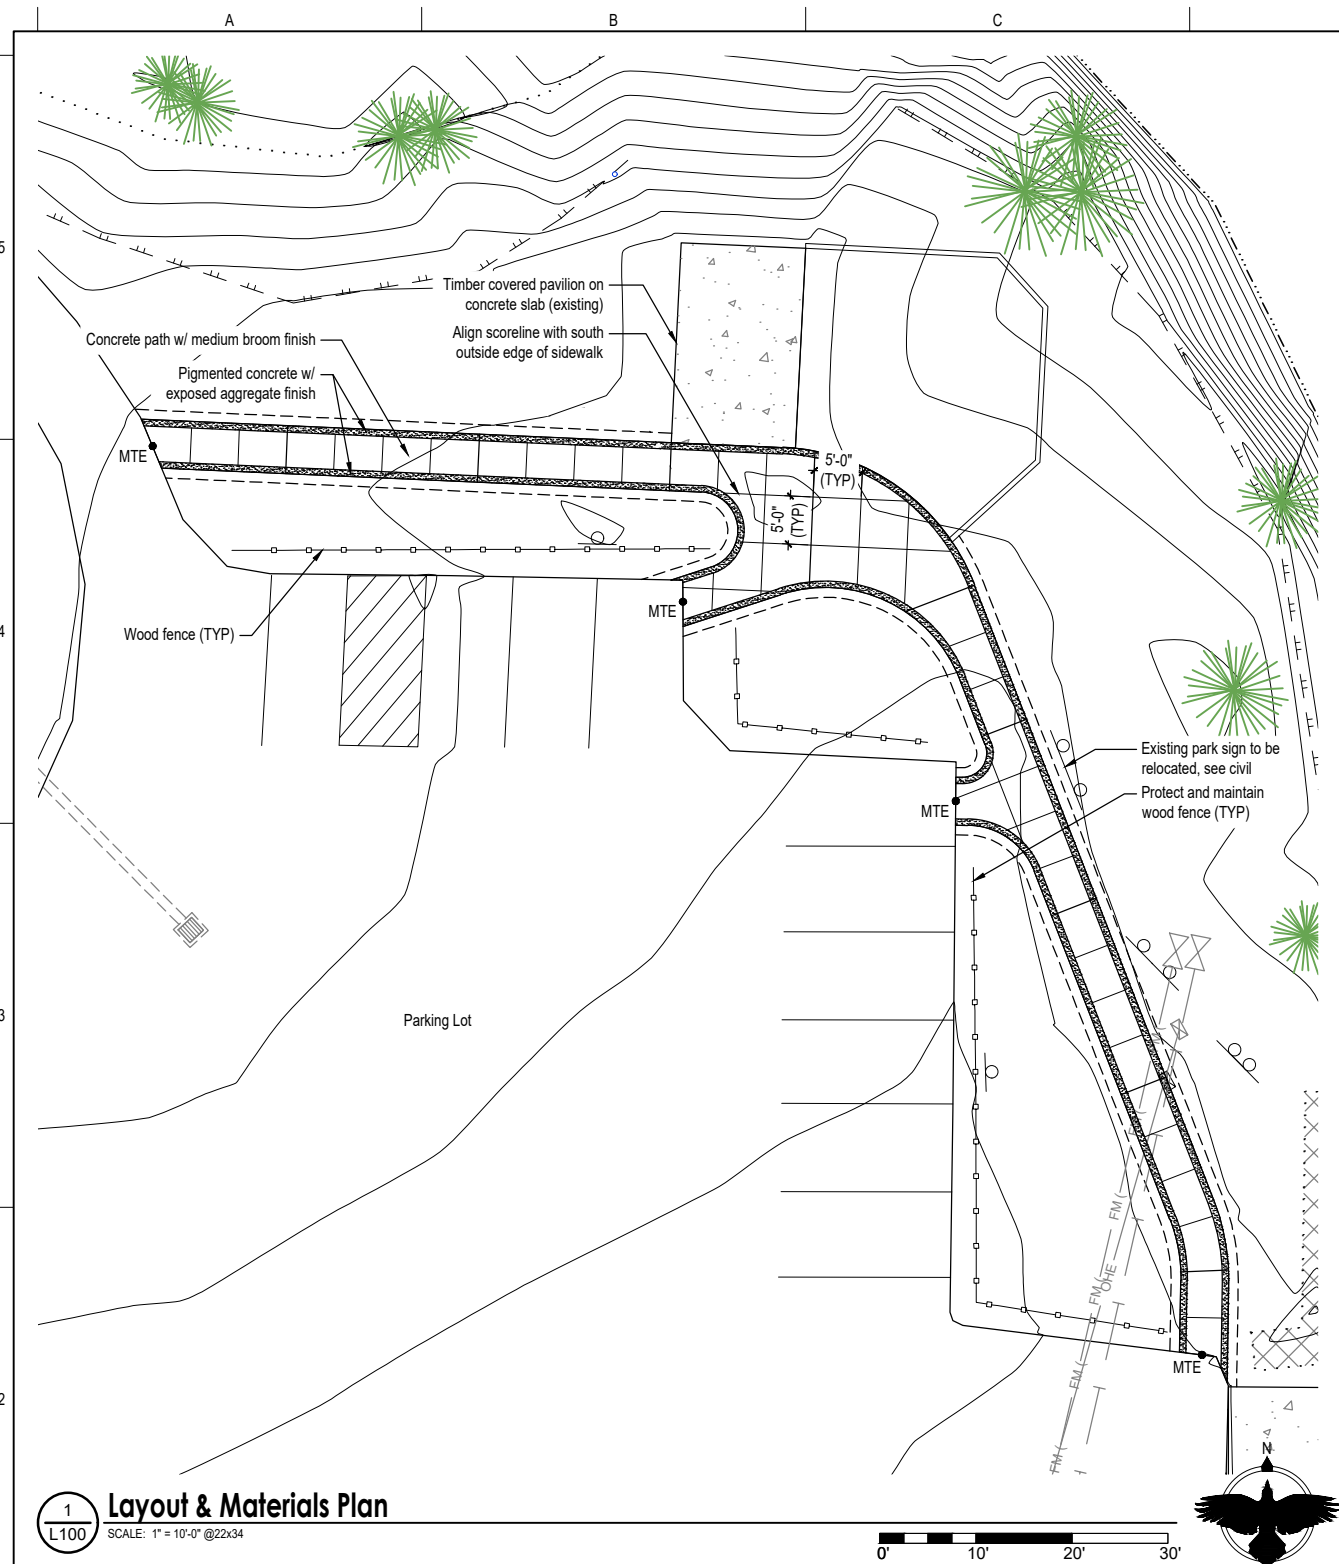 A
B
C
5
Timber covered pavilion on
concrete slab (existing)
Align scoreline with south
outside edge of sidewalk
Concrete path w/ medium broom finish
Pigmented concrete w/
exposed aggregate finish
MTE
5'-0"
(TYP)
5'-0"
(TYP)
MTE
4
Wood fence (TYP)
Existing park sign to be
relocated, see civil
Protect and maintain
wood fence (TYP)
MTE
3
Parking Lot
FM (
FM (
OHE
FM (
FM (
MTE
2
N
1
L100
Layout & Materials Plan
SCALE: 1" = 10'-0" @22x34
0'
10'
20'
30'